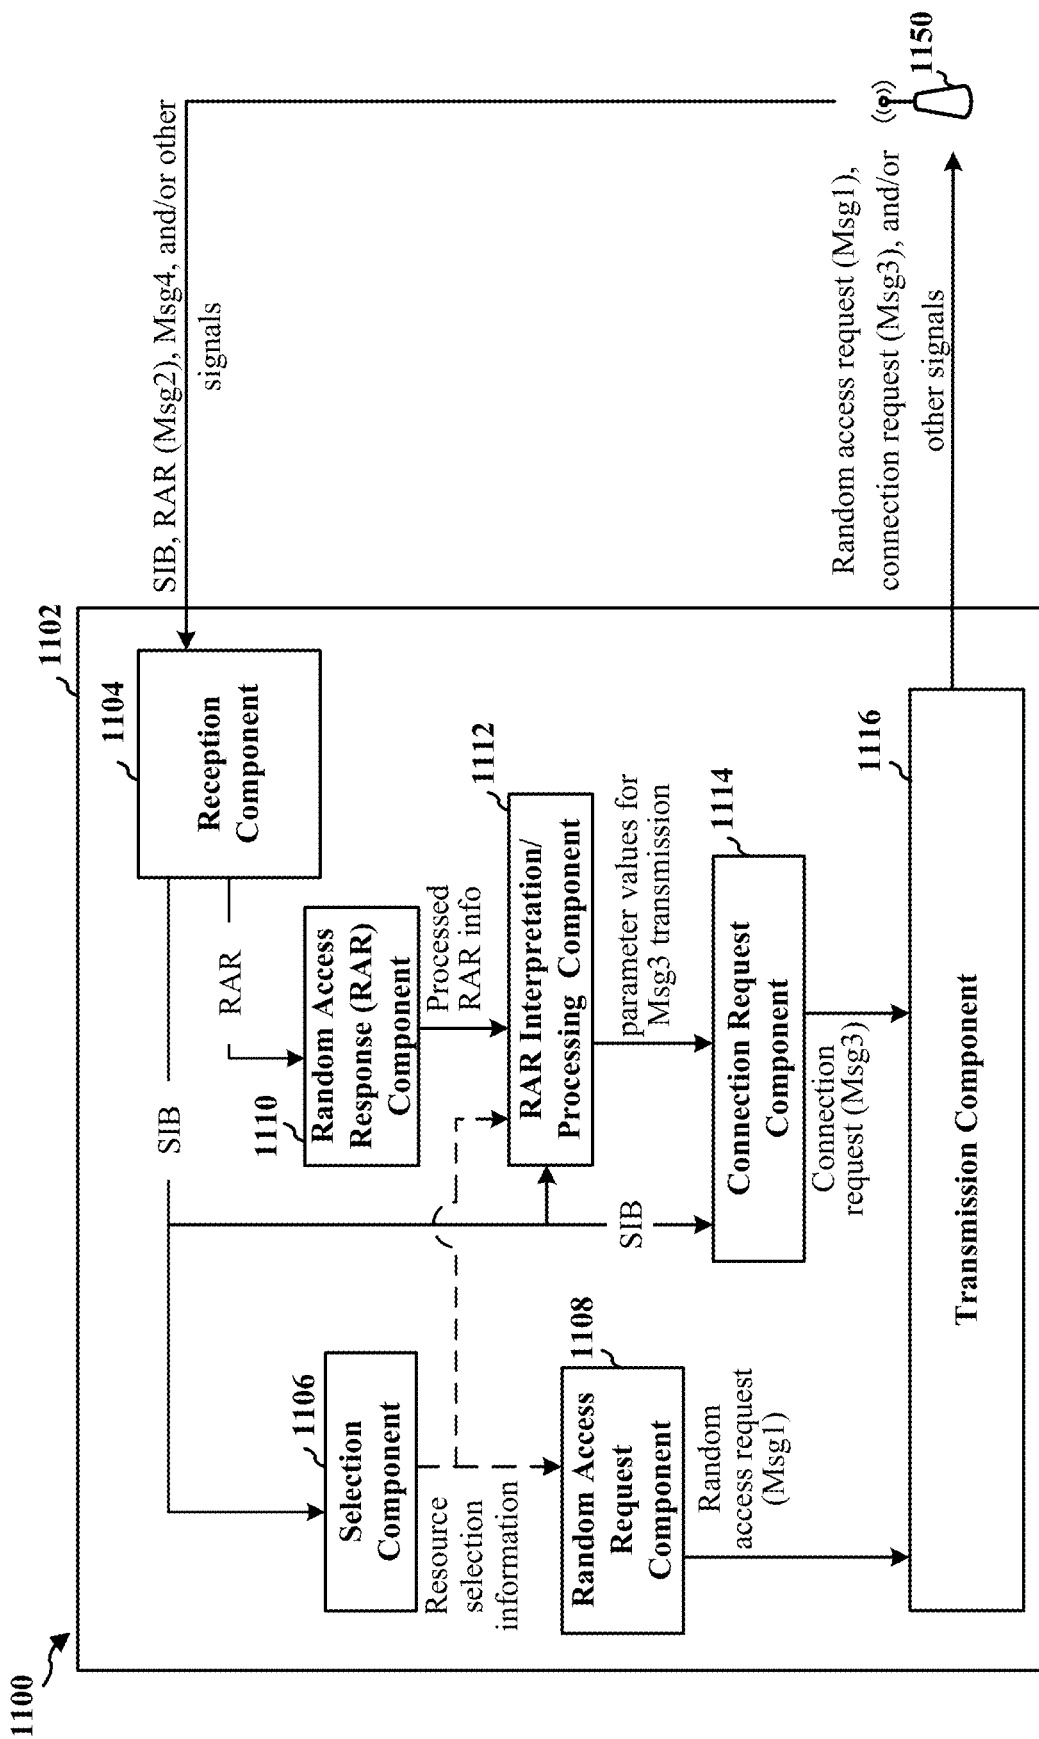 1100
1102
1104
Reception
Component
SIB, RAR (Msg2), Msg4, and/or other
signals
SIB
RAR
1106
Selection
Component
1110
Random Access
Response (RAR)
Component
Resource
selection
information
Processed
RAR info
1112
RAR Interpretation/
Processing Component
1108
Random Access
Request
Component
SIB
parameter values for
Msg3 transmission
1114
Connection Request
Component
Random
access request
(Msg1)
Connection
request (Msg3)
1116
Transmission Component
Random access request (Msg1),
connection request (Msg3), and/or
other signals
1150